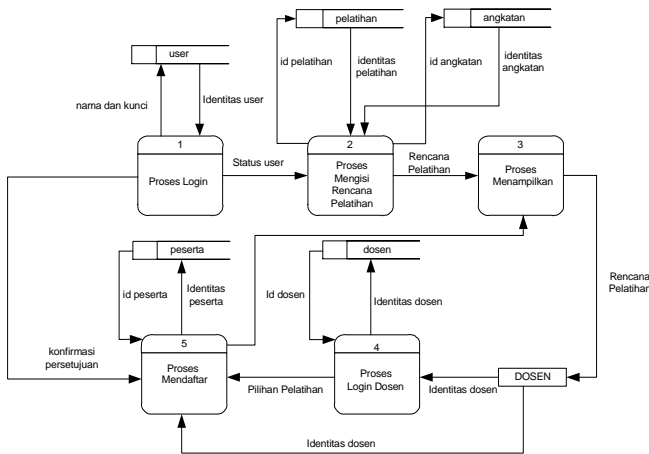 pelatihan
angkatan
user
id pelatihan
identitas
pelatihan
id angkatan
identitas
angkatan
nama dan kunci
Identitas user
1
Proses Login
Status user
2
Proses
Mengisi
Rencana
Pelatihan
Rencana
Pelatihan
3
Proses
Menampilkan
peserta
dosen
id peserta
Identitas
peserta
Id dosen
Identitas dosen
Rencana
Pelatihan
konfirmasi
persetujuan
5
Proses
Mendaftar
Pilihan Pelatihan
4
Proses
Login Dosen
Identitas dosen
DOSEN
Identitas dosen